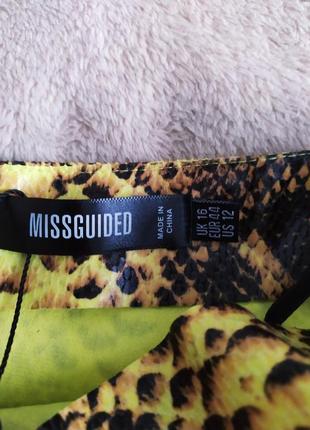 MISSGUIDED
MADE IN
CHINA
UK 16
EUR 44
US 12